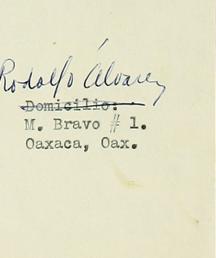 Rodolfo Álvarez
Domicilio:
M. Bravo # 1.
Oaxaca, Oax.